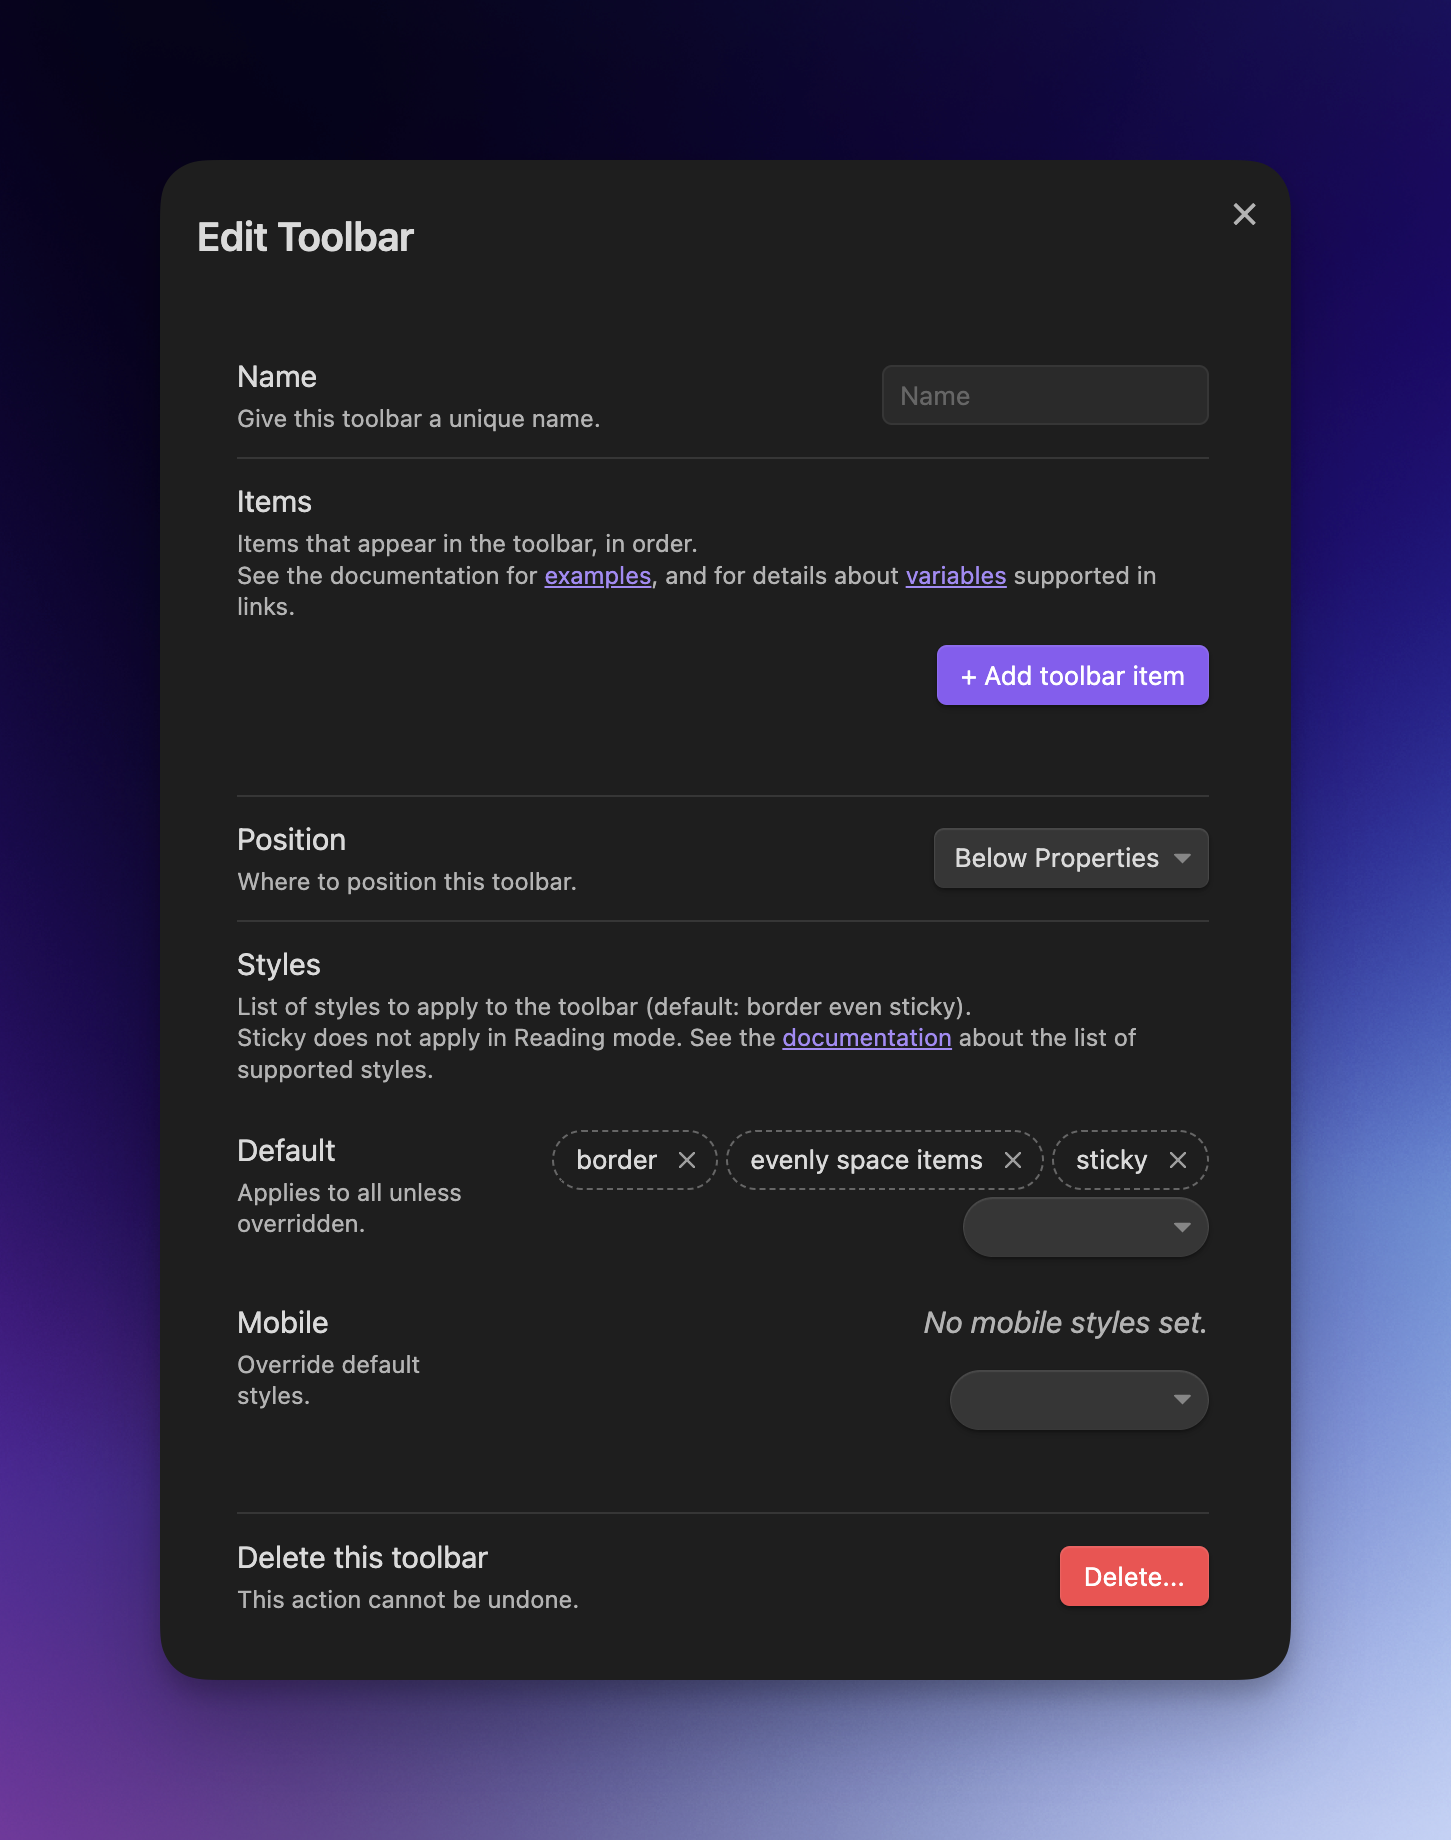 Edit Toolbar
Name
Give this toolbar a unique name.
Name
Items
Items that appear in the toolbar, in order.
See the documentation for examples, and for details about variables supported in
links.
+ Add toolbar item
Position
Where to position this toolbar.
Below Properties
Styles
List of styles to apply to the toolbar (default: border even sticky).
Sticky does not apply in Reading mode. See the documentation about the list of
supported styles.
Default
Applies to all unless
overridden.
border
evenly space items
sticky
Mobile
Override default
styles.
No mobile styles set.
Delete this toolbar
This action cannot be undone.
Delete...